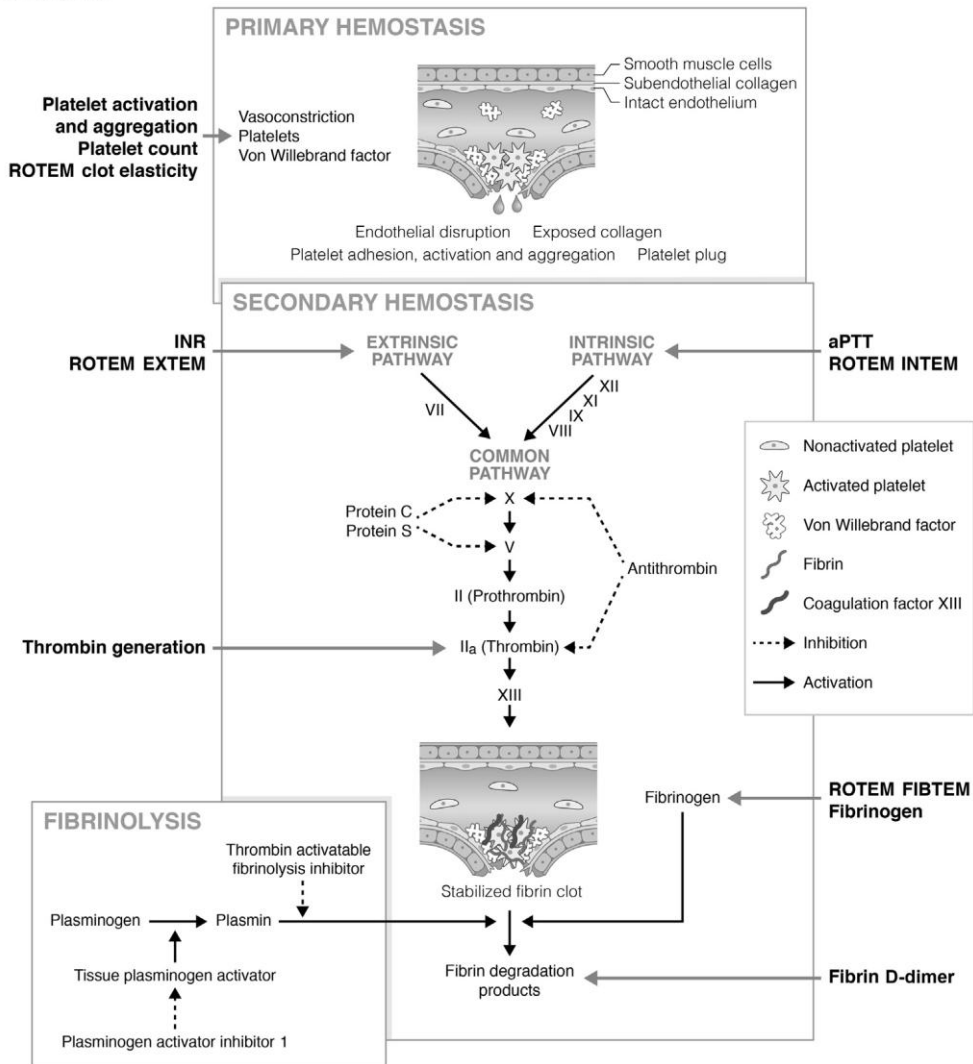 PRIMARY HEMOSTASIS
Smooth muscle cells
Subendothelial collagen
Intact endothelium
Platelet activation
and aggregation
Platelet count
ROTEM clot elasticity
Vasoconstriction
Platelets
Von Willebrand factor
Endothelial disruption Exposed collagen
Platelet adhesion, activation and aggregation Platelet plug
SECONDARY HEMOSTASIS
INR
ROTEM EXTEM
EXTRINSIC
PATHWAY
INTRINSIC
PATHWAY
aPTT
ROTEM INTEM
VII
XII
XI
IX
VIII
COMMON
PATHWAY
X
Protein C
Protein S
V
Antithrombin
II (Prothrombin)
Thrombin generation
IIa (Thrombin)
XIII
Nonactivated platelet
Activated platelet
Von Willebrand factor
Fibrin
Coagulation factor XIII
Inhibition
Activation
Fibrinogen
ROTEM FIBTEM
Fibrinogen
Stabilized fibrin clot
FIBRINOLYSIS
Thrombin activatable
fibrinolysis inhibitor
Plasminogen
Plasmin
Tissue plasminogen activator
Plasminogen activator inhibitor 1
Fibrin degradation
products
Fibrin D-dimer